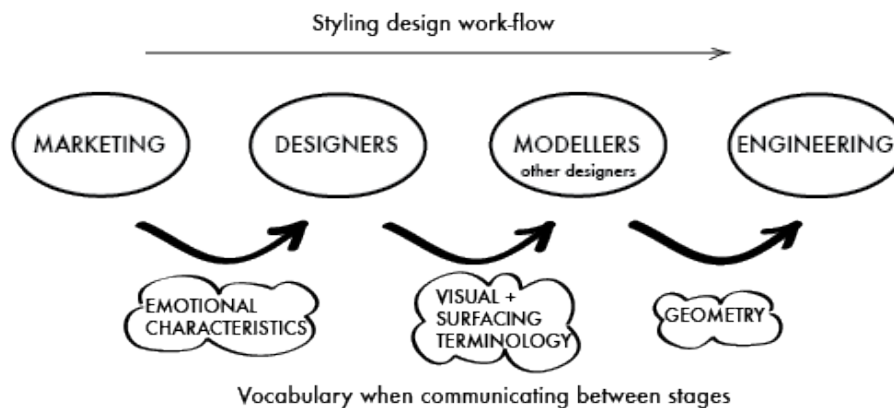 Styling design work-flow
MARKETING
DESIGNERS
MODELLERS
other designers
ENGINEERING
EMOTIONAL
CHARACTERISTICS
VISUAL +
SURFACING
TERMINOLOGY
GEOMETRY
Vocabulary when communicating between stages